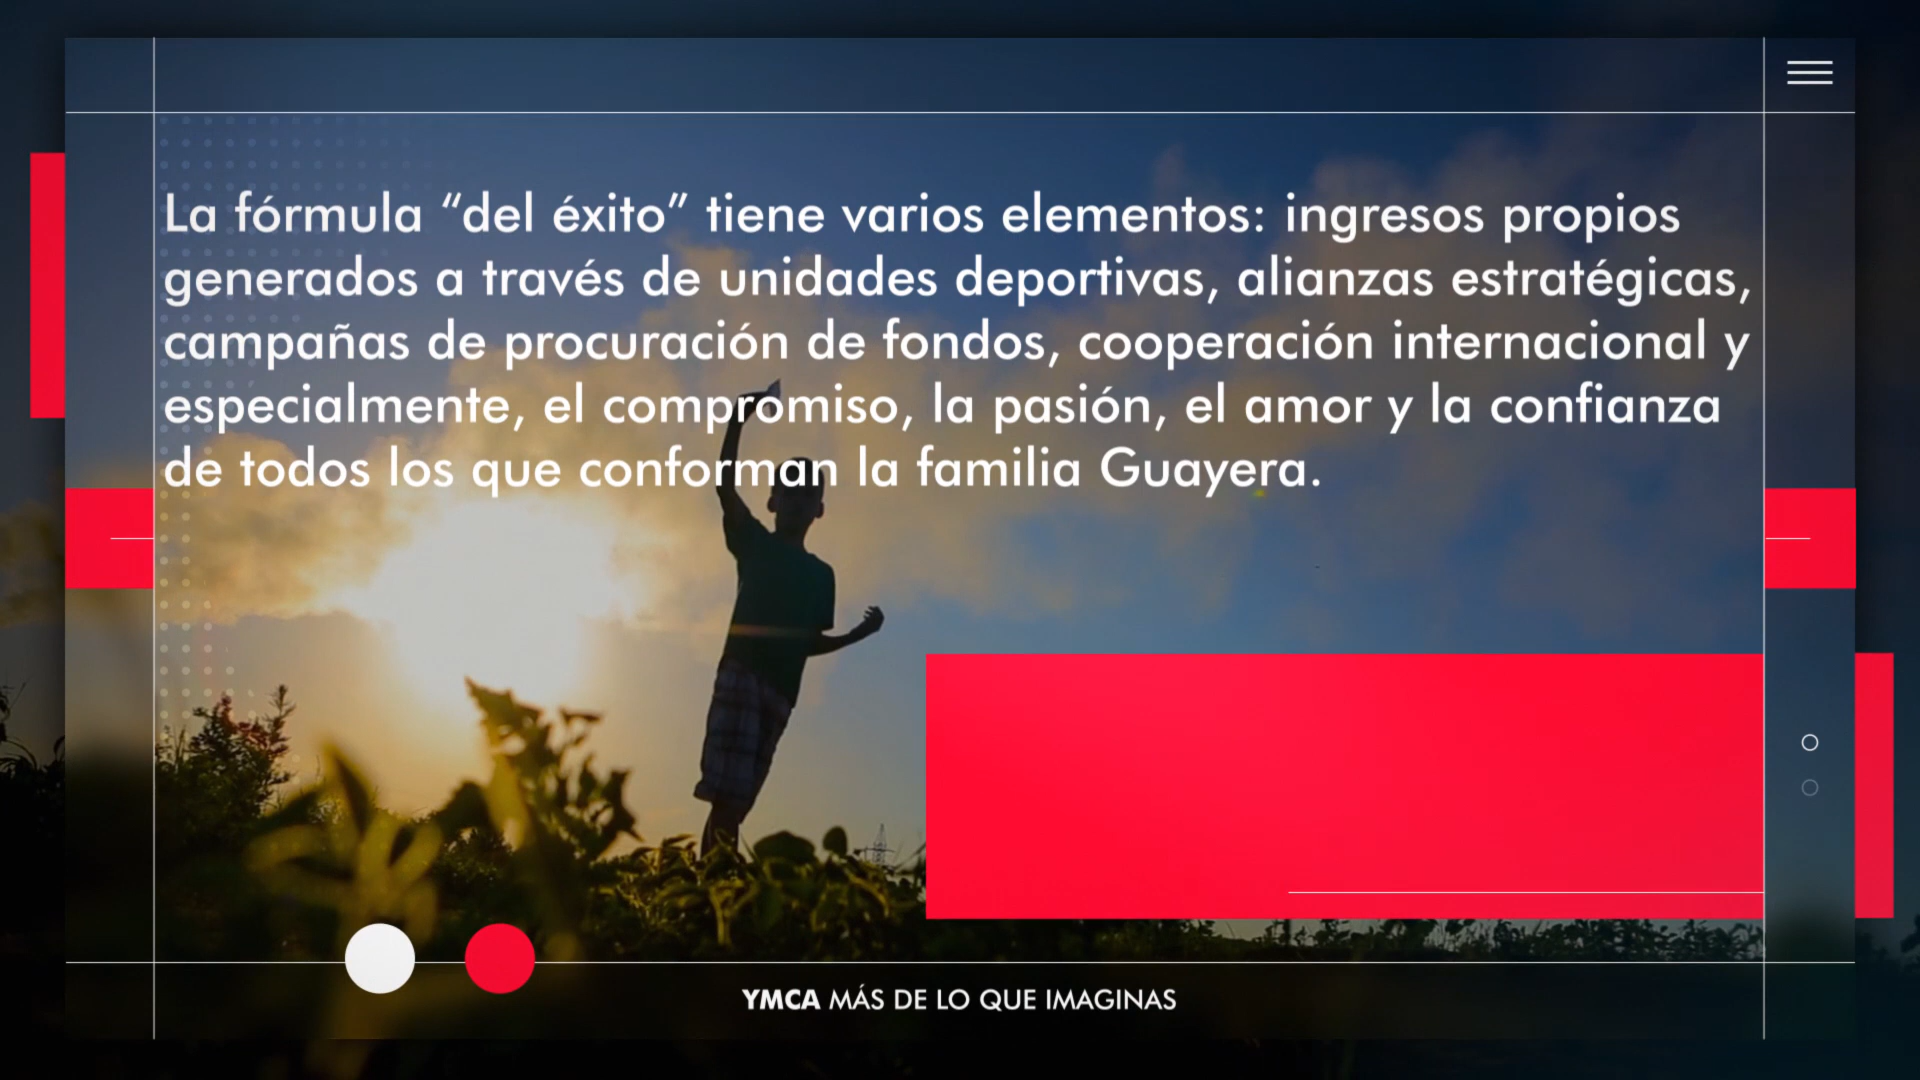 La fórmula “del éxito” tiene varios elementos: ingresos propios
generados a través de unidades deportivas, alianzas estratégicas,
campañas de procuración de fondos, cooperación internacional y
especialmente, el compromiso, la pasión, el amor y la confianza
de todos los que conforman la familia Guayera.
YMCA MÁS DE LO QUE IMAGINAS